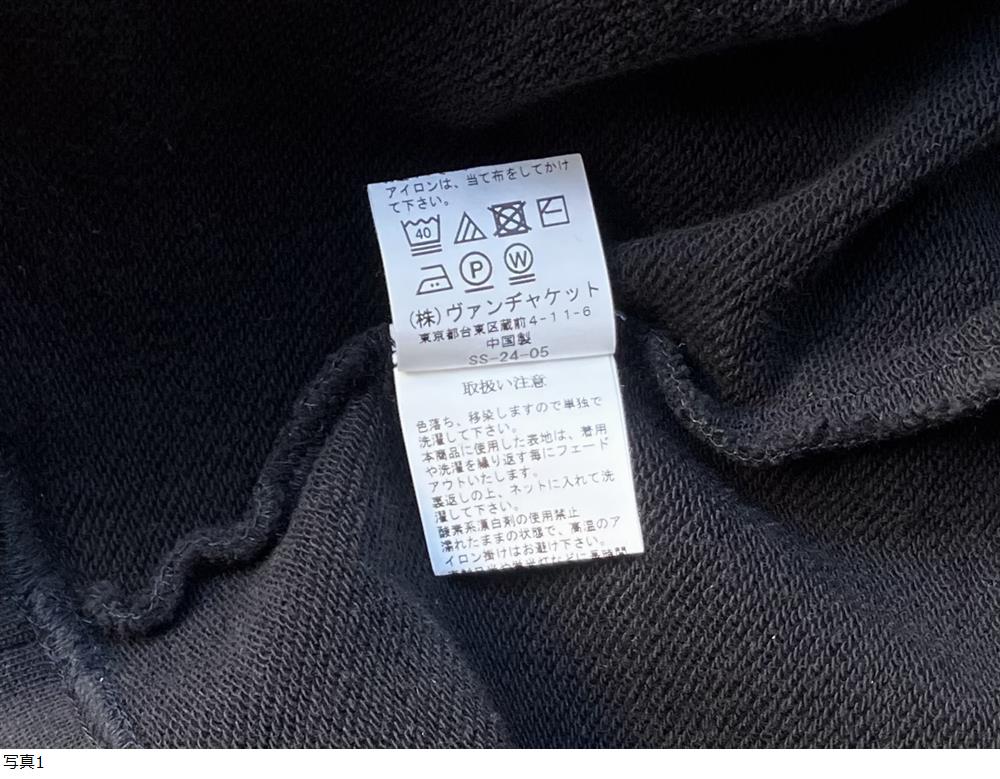 アイロンは、当て布をしてかけ
て下さい。
40
P W
(株)ヴァンヂャケット
東京都台東区蔵前4-11-6
中国製
SS-24-05
取扱い注意
色落ち、移染しますので単独で
洗濯して下さい。
本商品に使用した表地は、着用
や洗濯を繰り返す毎にフェード
アウトいたします。
裏返しの上、ネットに入れて洗
濯して下さい。
酸素系漂白剤の使用禁止
濡れたままの状態で、高温のア
イロン掛けはお避け下さい。
写真1